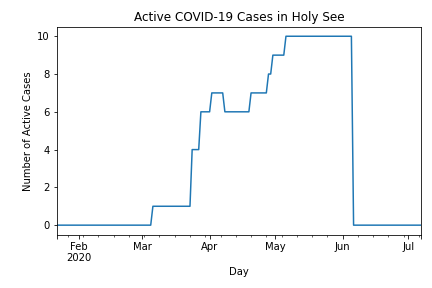 Active COVID-19 Cases in Holy See
Number of Active Cases
10
8
6
4
2
0
Feb Mar Apr May Jun Jul
2020
Day